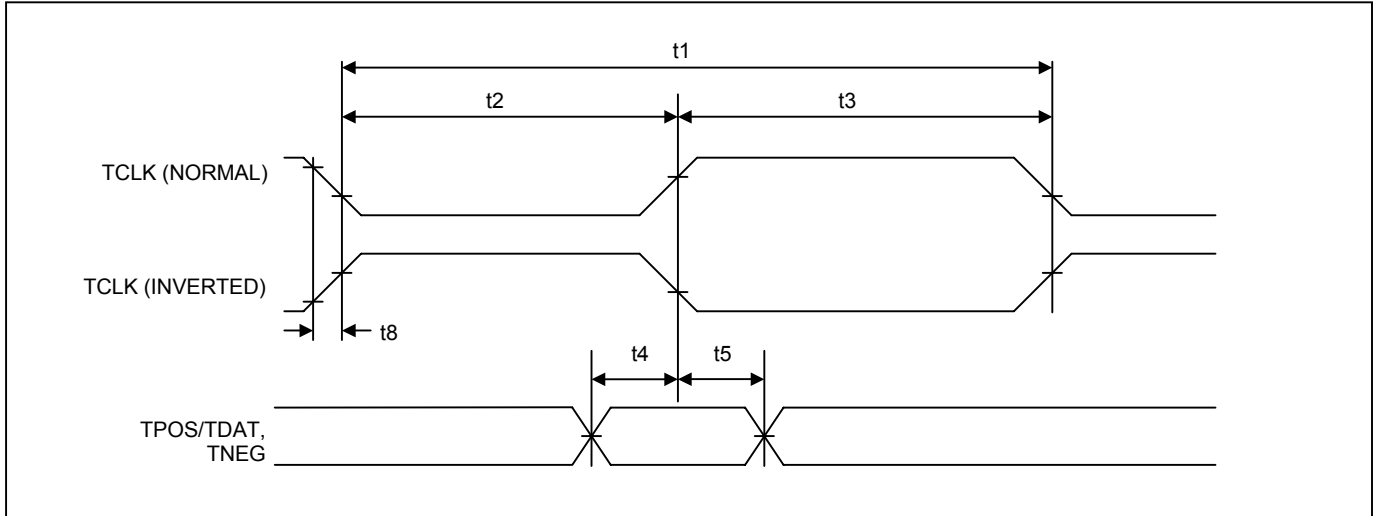 t1
t2
t3
TCLK (NORMAL)
TCLK (INVERTED)
t8
t4
t5
TPOS/TDAT,
TNEG